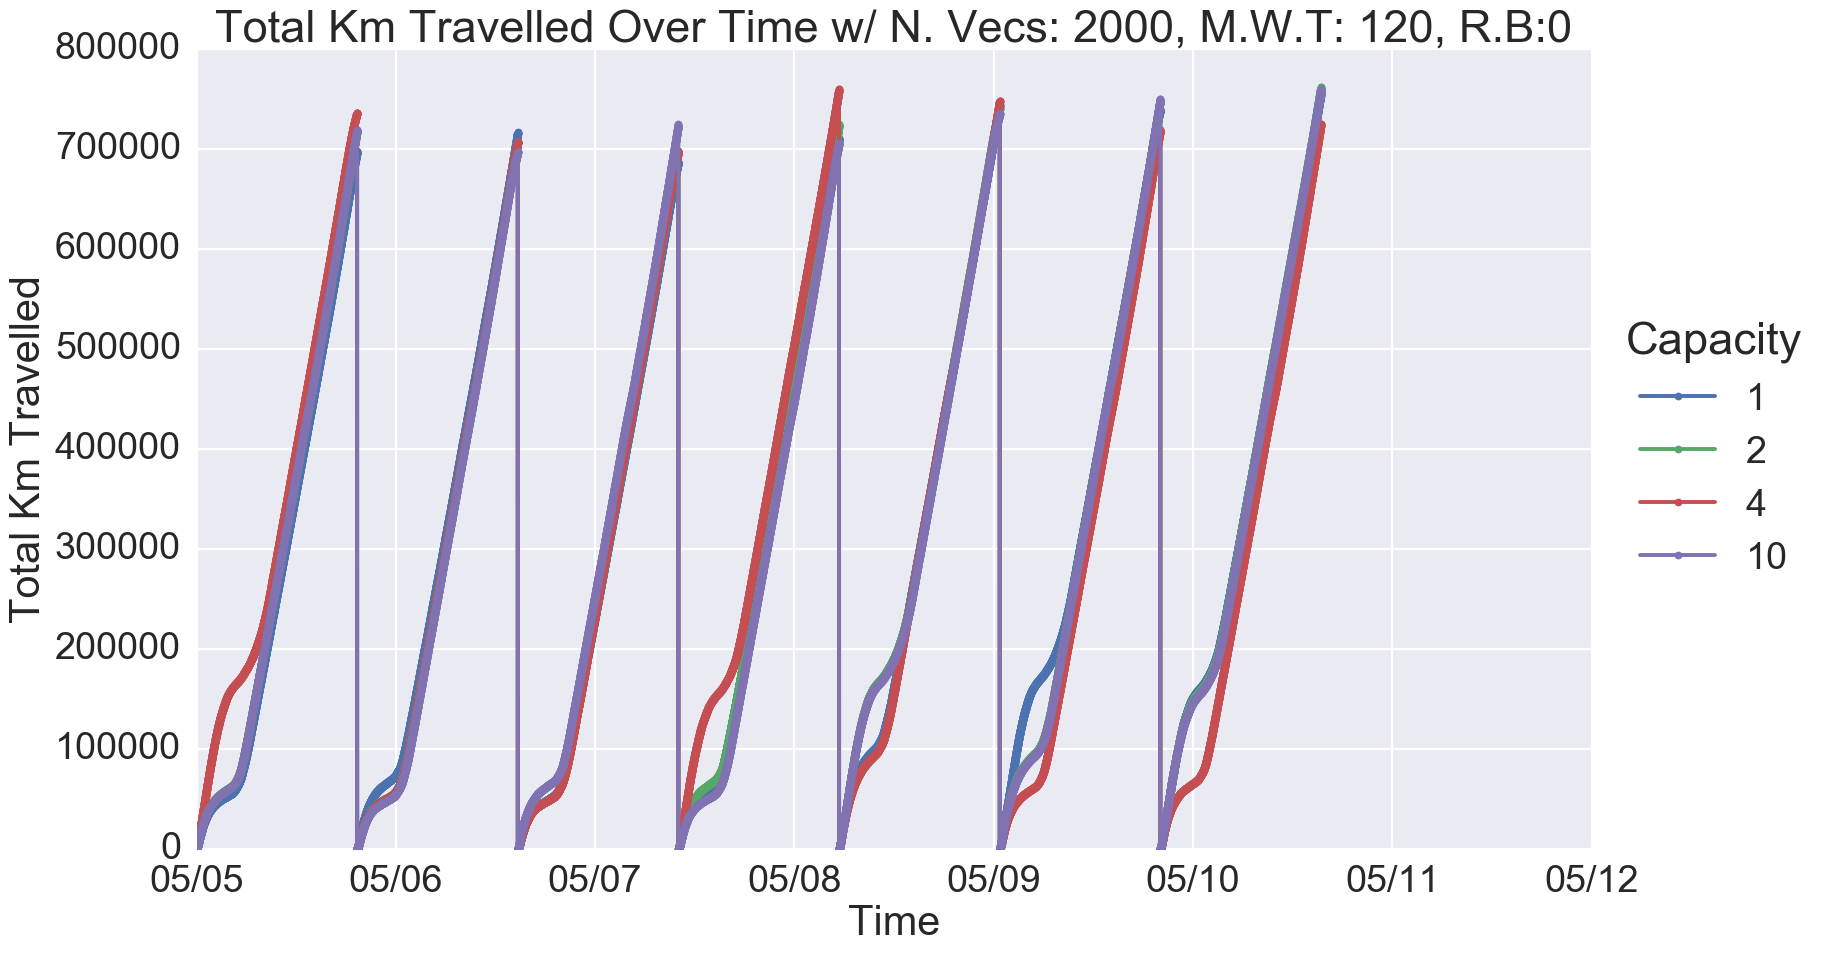 Total Km Travelled Over Time w/ N. Vecs: 2000, M.W.T: 120, R.B:0
Total Km Travelled
800000
700000
600000
500000
400000
300000
200000
100000
0
05/05 05/06 05/07 05/08 05/09 05/10 05/11 05/12
Time
Capacity
1
2
4
10